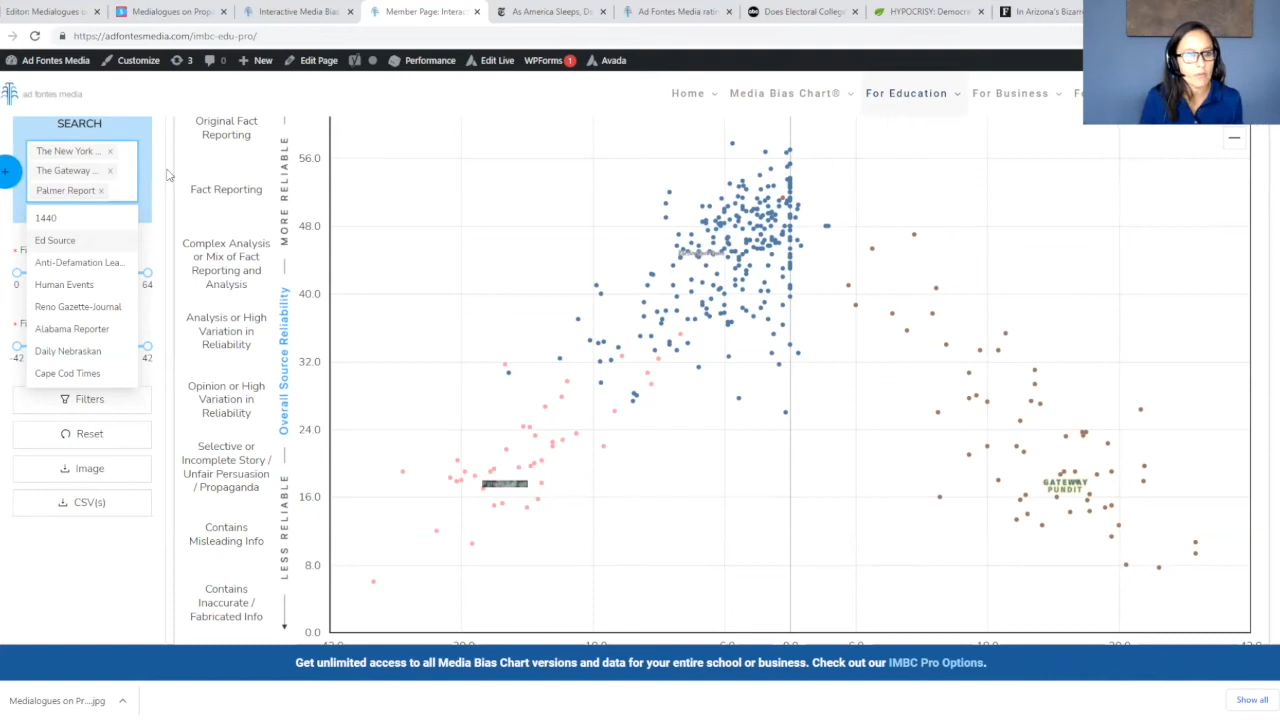 Editor: Medialogues o
Medialogues on Prop
Interactive Media Bias
Member Page: Interac
As America Sleeps, D
Ad Fontes Media ratin
Does Electoral Colleg
HYPOCRISY: Democra
In Arizona's Bizarr
https://adfontesmedia.com/imbc-edu-pro/
Ad Fontes Media
Customize
3
0
New
Edit Page
Performance
Edit Live
WPForms 1
Avada
ad fontes media
Home
Media Bias Chart®
For Education
For Business
SEARCH
The New York ... ×
The Gateway ... ×
Palmer Report ×
1440
Ed Source
Anti-Defamation Lea...
Human Events
Reno Gazette-Journal
Alabama Reporter
Daily Nebraskan
Cape Cod Times
0
64
-42
42
Filters
Reset
Image
CSV(s)
Original Fact
Reporting
Fact Reporting
Complex Analysis
or Mix of Fact
Reporting and
Analysis
Analysis or High
Variation in
Reliability
Opinion or High
Variation in
Reliability
Selective or
Incomplete Story /
Unfair Persuasion
/ Propaganda
Contains
Misleading Info
Contains
Inaccurate /
Fabricated Info
MORE RELIABLE
Overall Source Reliability
LESS RELIABLE
56.0
48.0
40.0
32.0
24.0
16.0
8.0
0.0
GATEWAY
PUNDIT
Get unlimited access to all Media Bias Chart versions and data for your entire school or business. Check out our IMBC Pro Options.
Medialogues on Pr....jpg
Show all